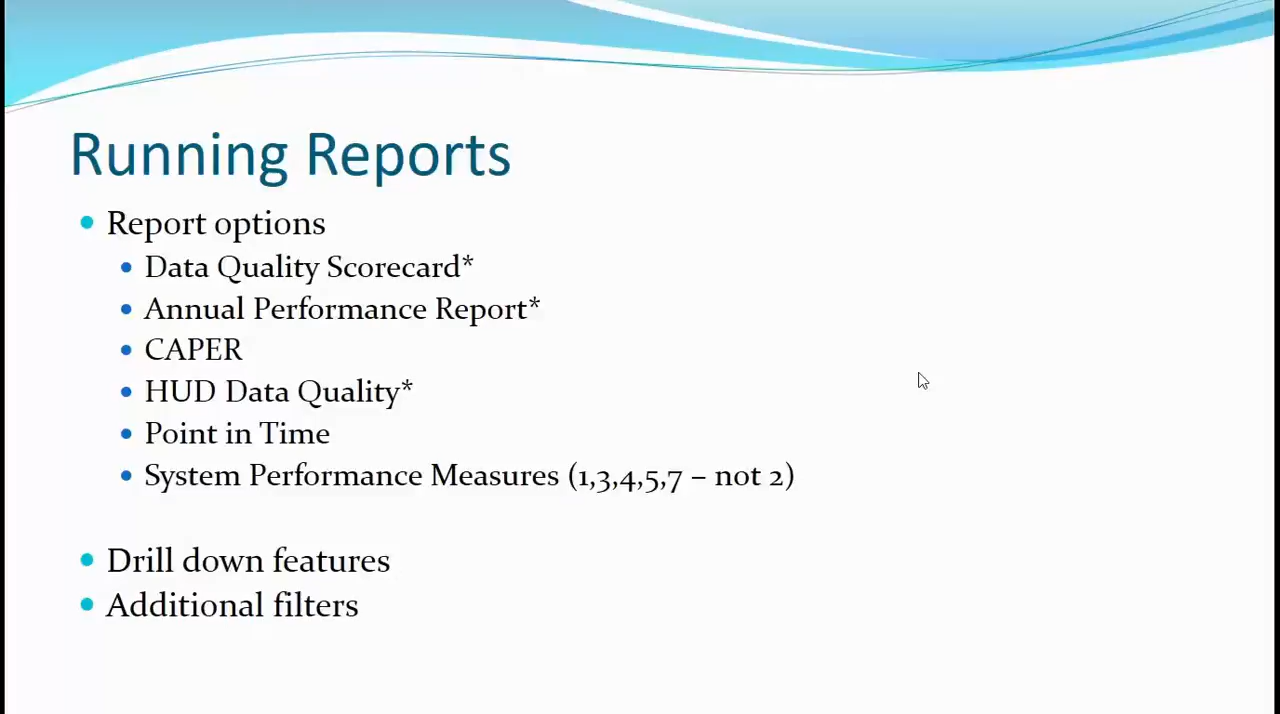 Running Reports
Report options
Data Quality Scorecard*
Annual Performance Report*
CAPER
HUD Data Quality*
Point in Time
System Performance Measures (1,3,4,5,7 – not 2)
Drill down features
Additional filters